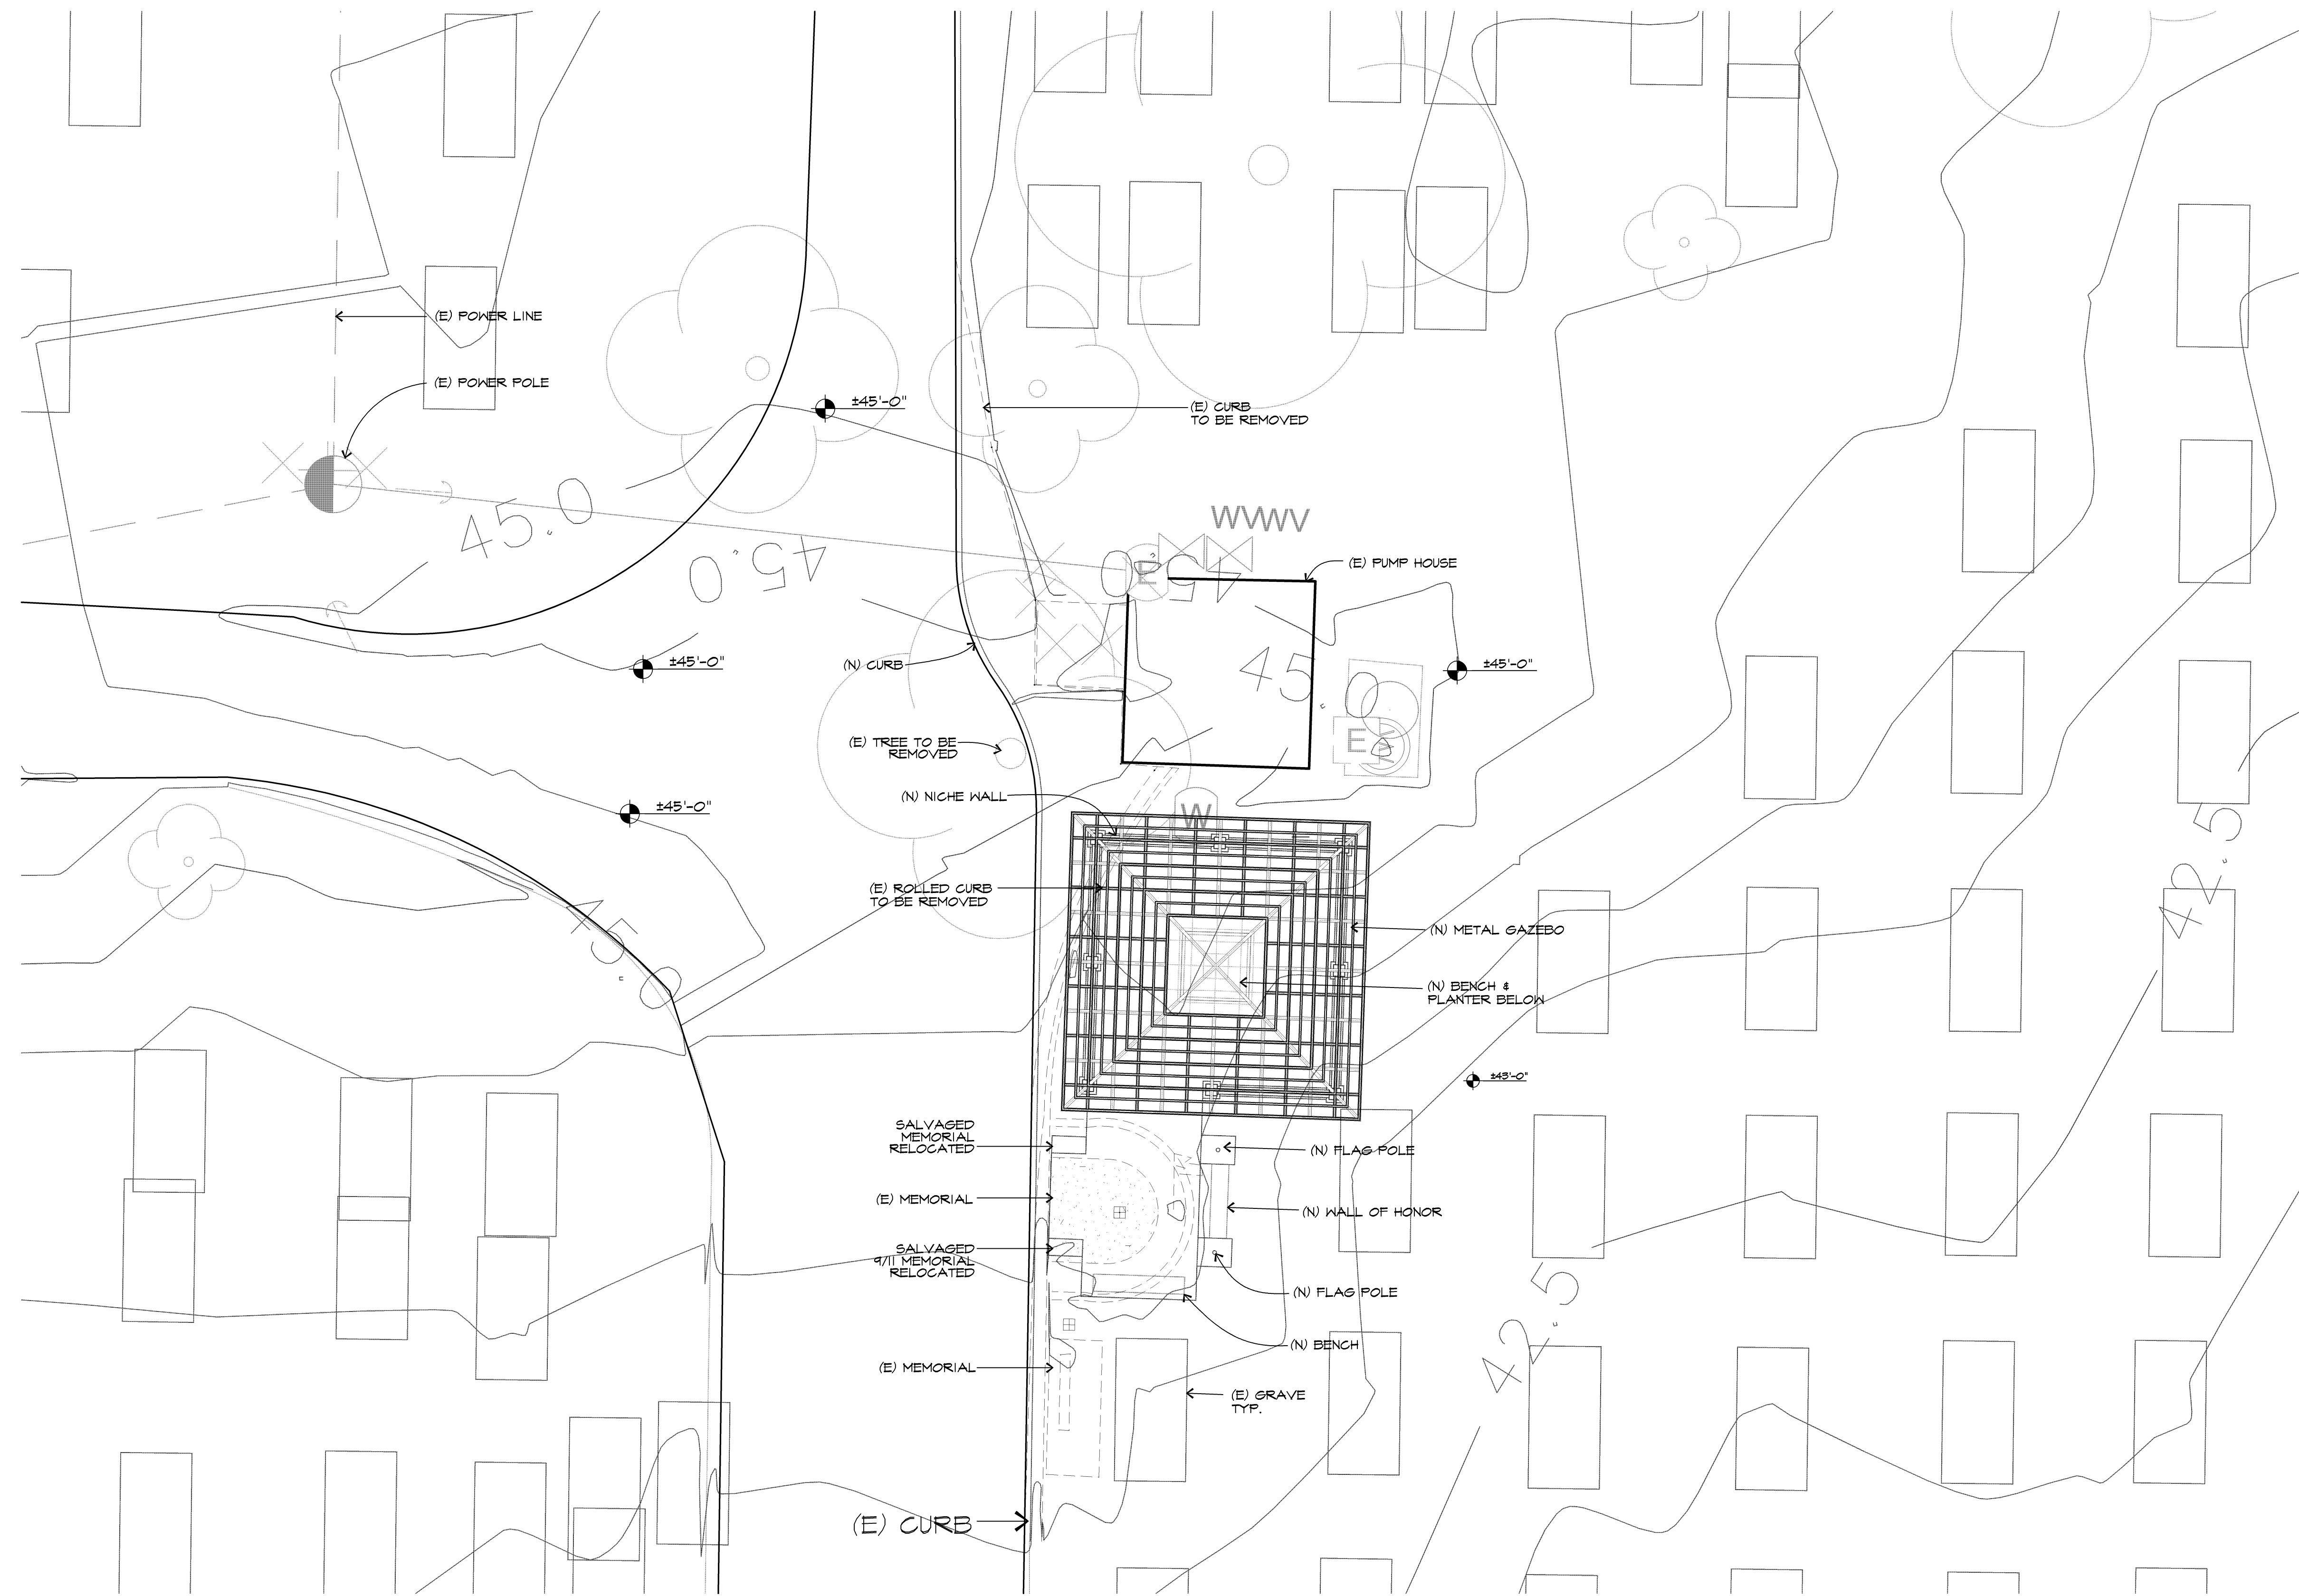 (E) POWER LINE
(E) POWER POLE
±45'-0"
(E) CURB
TO BE REMOVED
45.0
45.0
WVWV
E
45.0
(E) PUMP HOUSE
(N) CURB
±45'-0"
45.0
±45'-0"
E
W
(E) TREE TO BE
REMOVED
(N) NICHE WALL
±45'-0"
W
42.5
(E) ROLLED CURB
TO BE REMOVED
45.0
(N) METAL GAZEBO
(N) BENCH &
PLANTER BELOW
±43'-0"
SALVAGED
MEMORIAL
RELOCATED
(N) FLAG POLE
(E) MEMORIAL
(N) WALL OF HONOR
SALVAGED
9/11 MEMORIAL
RELOCATED
(N) FLAG POLE
42.5
(N) BENCH
(E) MEMORIAL
(E) GRAVE
TYP.
(E) CURB